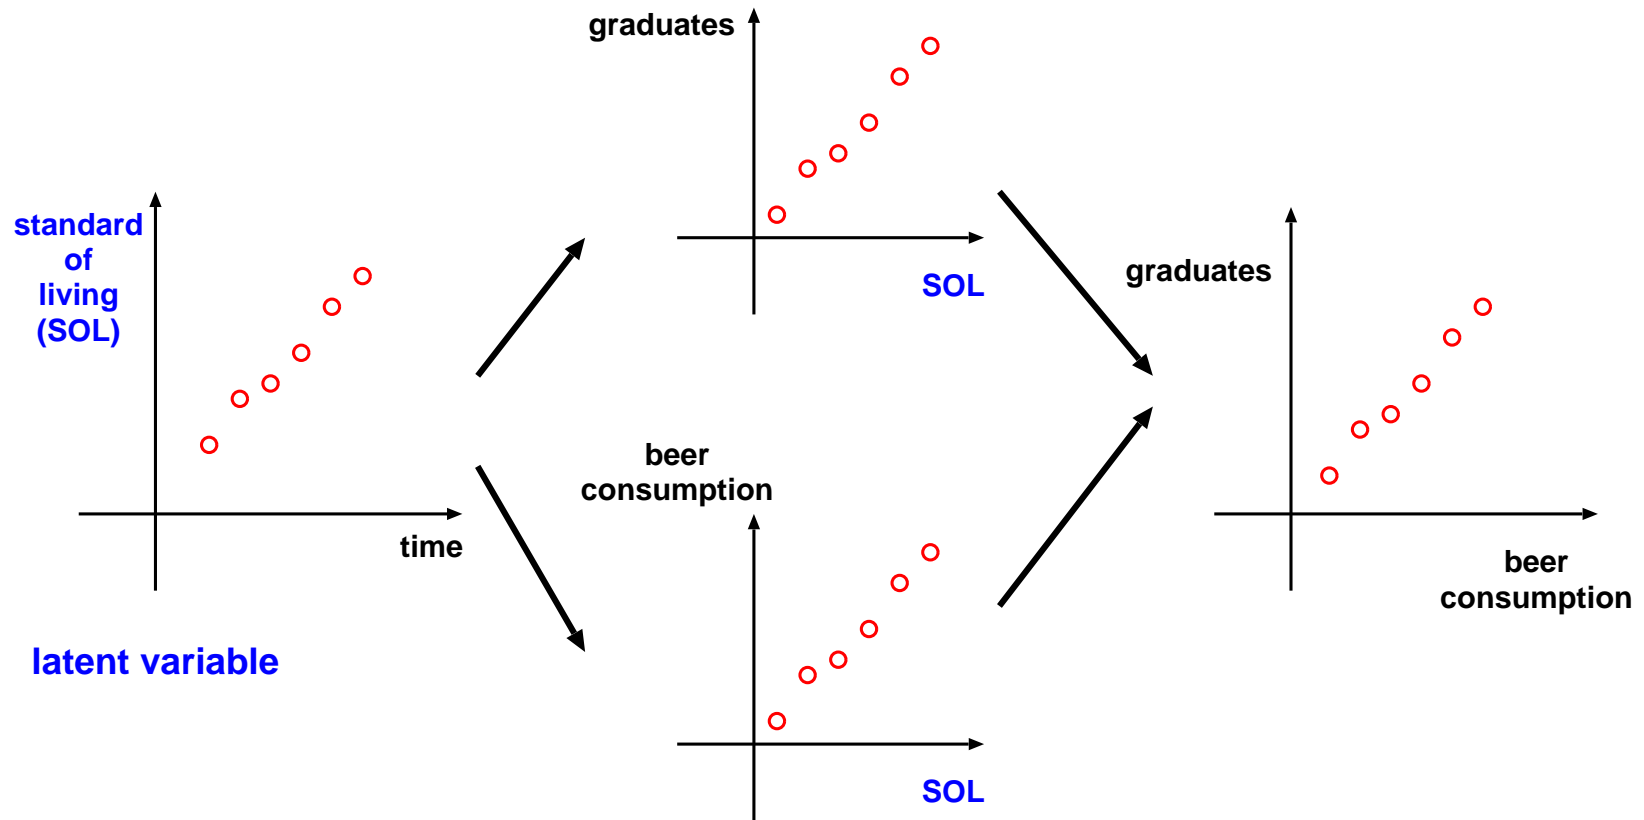 standard
of
living
(SOL)
time
latent variable
graduates
SOL
beer
consumption
SOL
graduates
beer
consumption